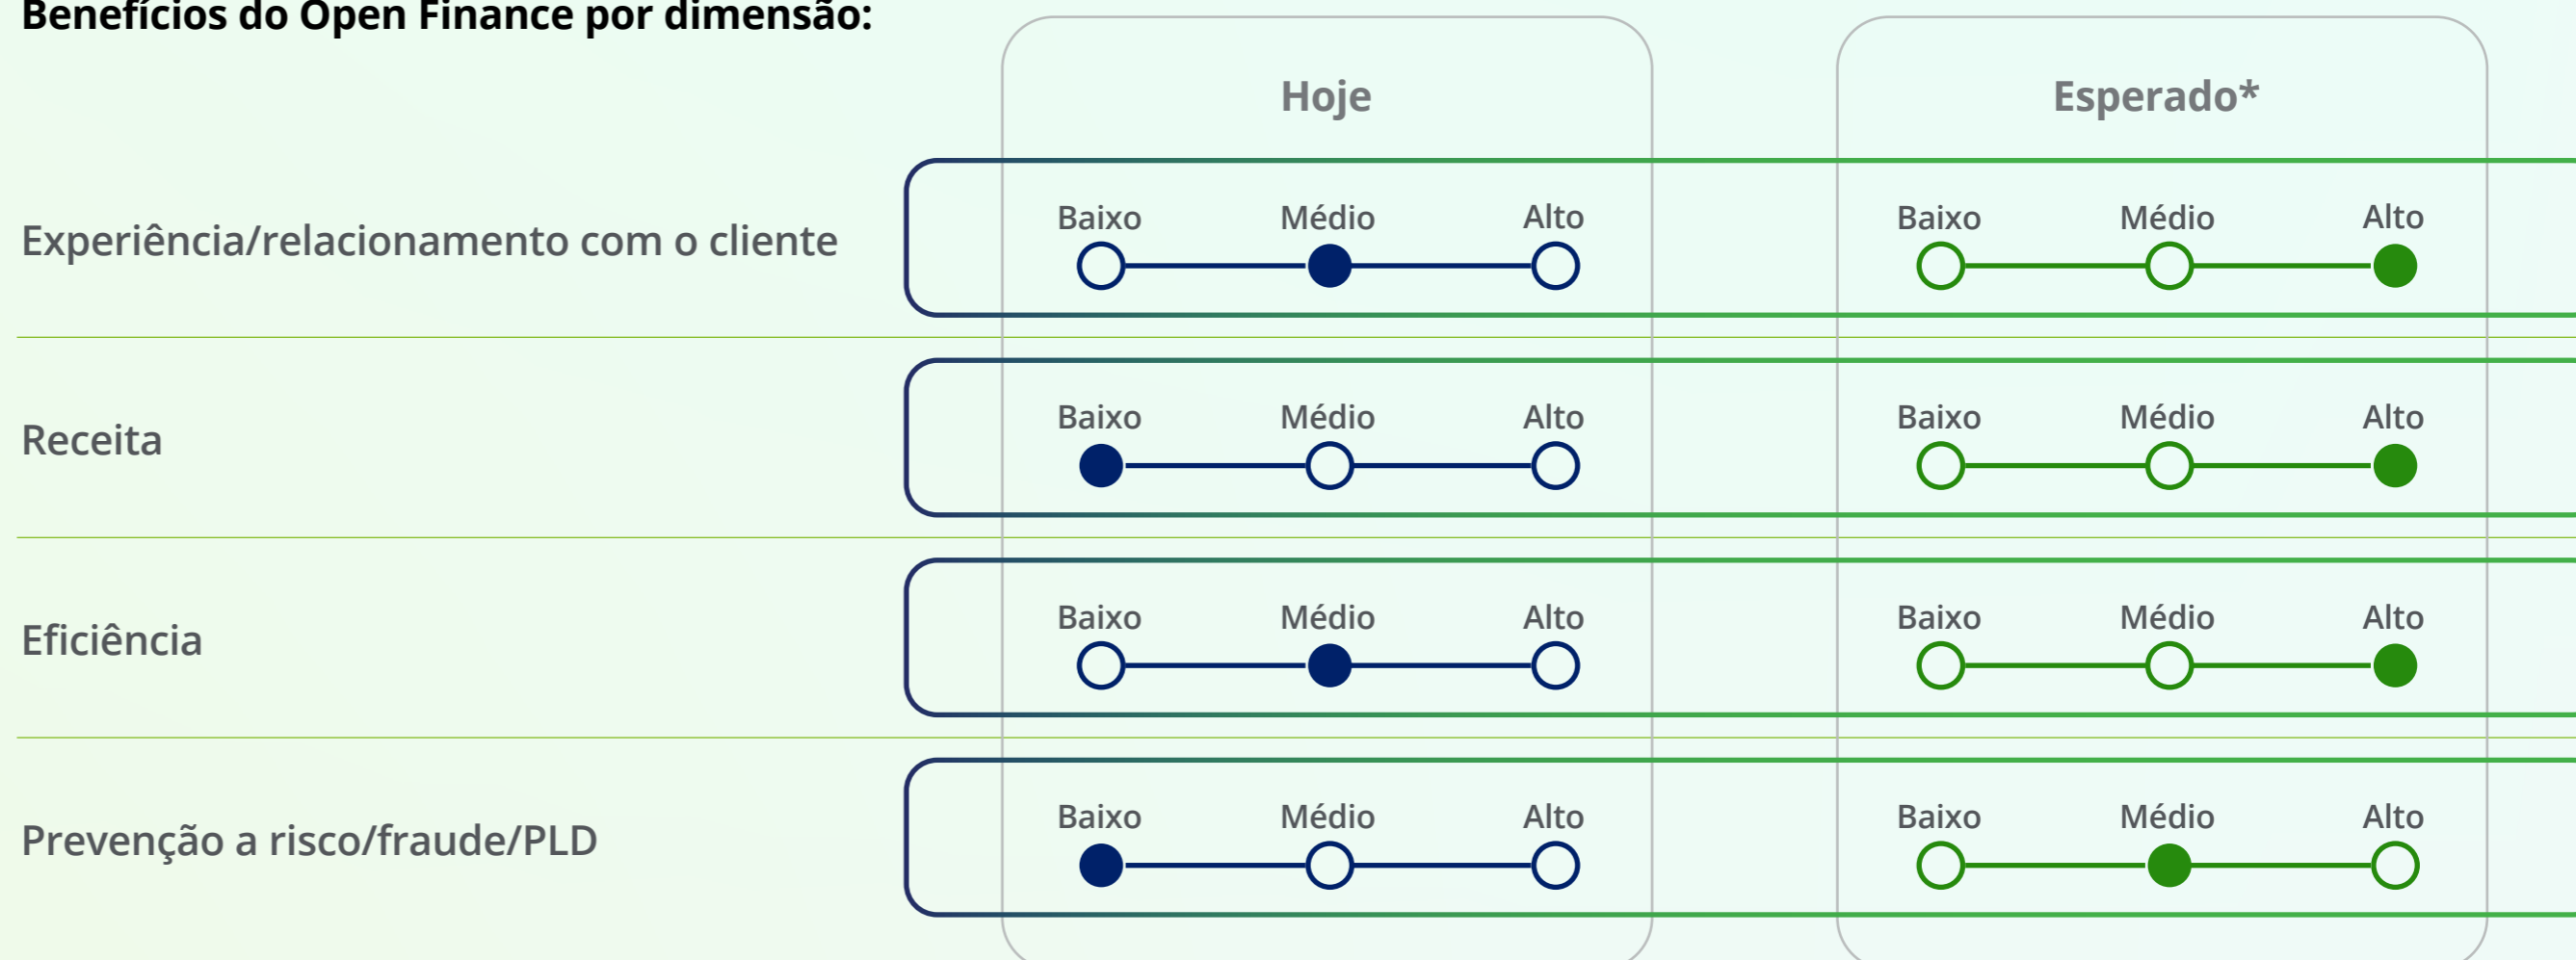 Benefícios do Open Finance por dimensão:
Hoje Esperado*
Baixo Médio Alto Baixo Médio Alto
Experiência/relacionamento com o cliente
Baixo Médio Alto Baixo Médio Alto
Receita
Baixo Médio Alto Baixo Médio Alto
Eficiência
Baixo Médio Alto Baixo Médio Alto
Prevenção a risco/fraude/PLD